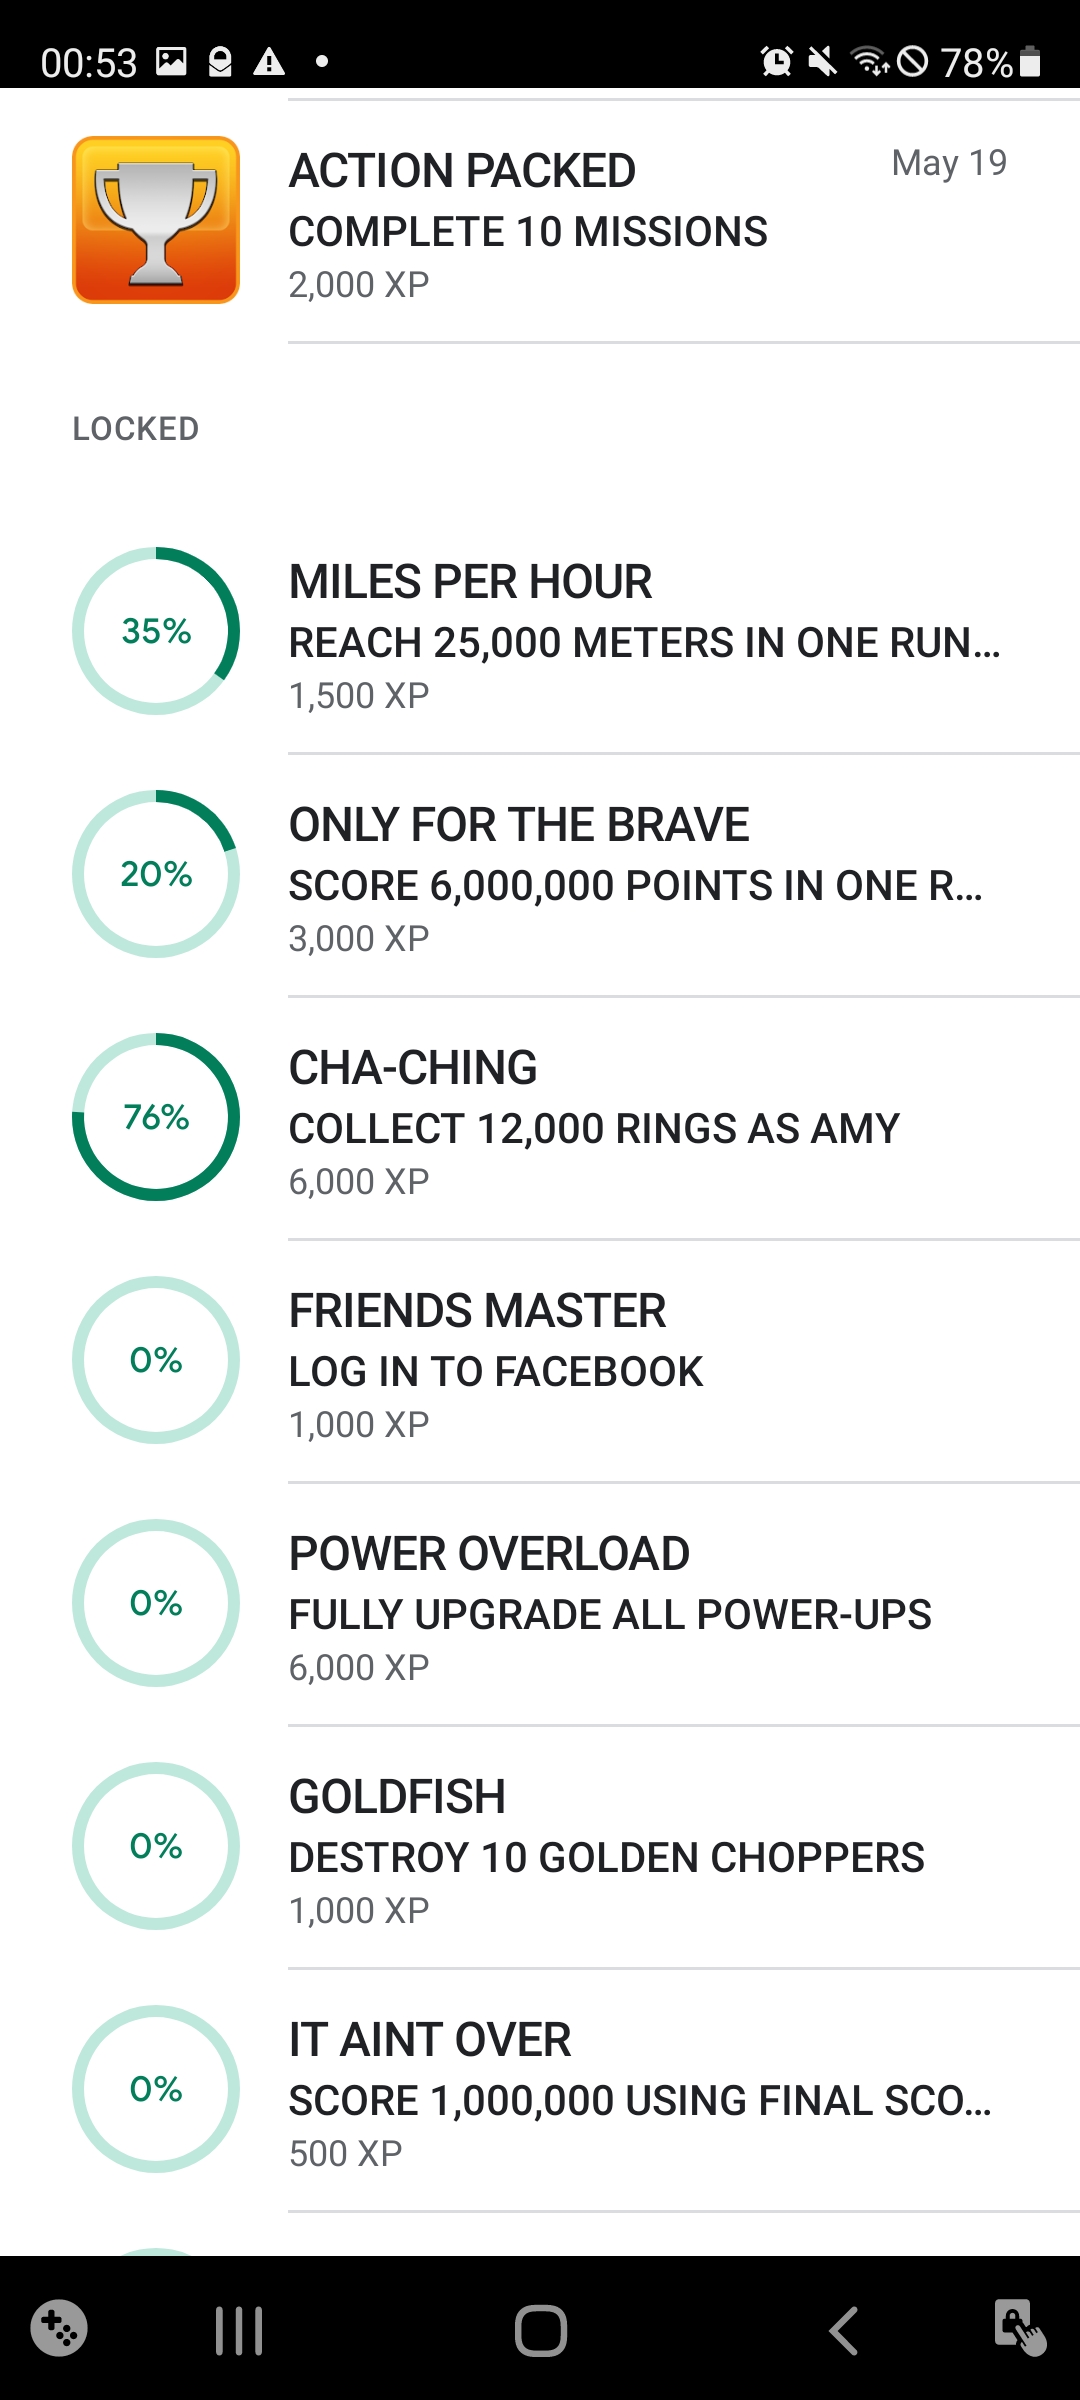 00:53
78%
ACTION PACKED
May 19
COMPLETE 10 MISSIONS
2,000 XP
LOCKED
35%
MILES PER HOUR
REACH 25,000 METERS IN ONE RUN...
1,500 XP
20%
ONLY FOR THE BRAVE
SCORE 6,000,000 POINTS IN ONE R...
3,000 XP
76%
CHA-CHING
COLLECT 12,000 RINGS AS AMY
6,000 XP
0%
FRIENDS MASTER
LOG IN TO FACEBOOK
1,000 XP
0%
POWER OVERLOAD
FULLY UPGRADE ALL POWER-UPS
6,000 XP
0%
GOLDFISH
DESTROY 10 GOLDEN CHOPPERS
1,000 XP
0%
IT AINT OVER
SCORE 1,000,000 USING FINAL SCO...
500 XP